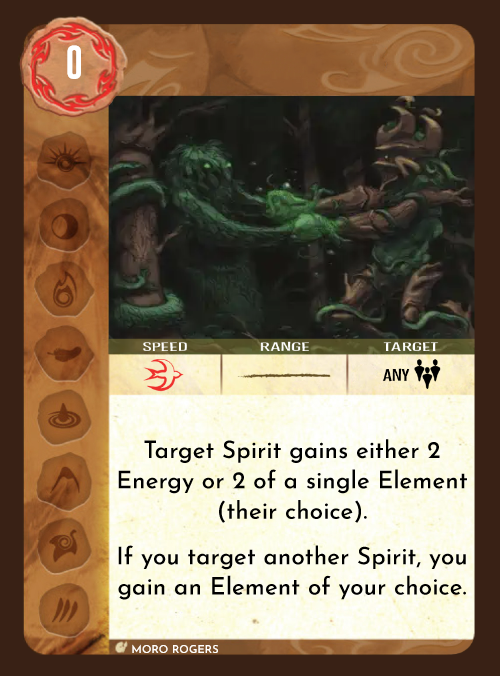 0
SPEED RANGE TARGET
ANY
Target Spirit gains either 2
Energy or 2 of a single Element
(their choice).
If you target another Spirit, you
gain an Element of your choice.
MORO ROGERS